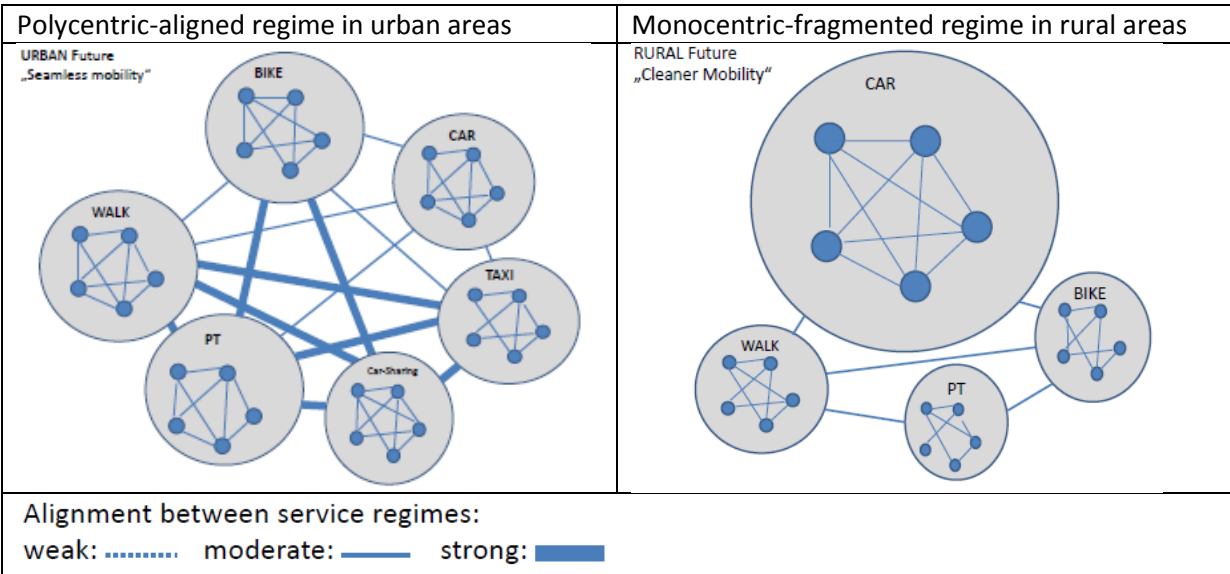 Polycentric-aligned regime in urban areas
Monocentric-fragmented regime in rural areas
URBAN Future
„Seamless mobility“
BIKE
CAR
WALK
TAXI
PT
Car-Sharing
RURAL Future
„Cleaner Mobility“
CAR
BIKE
WALK
PT
Alignment between service regimes:
weak: moderate: strong: